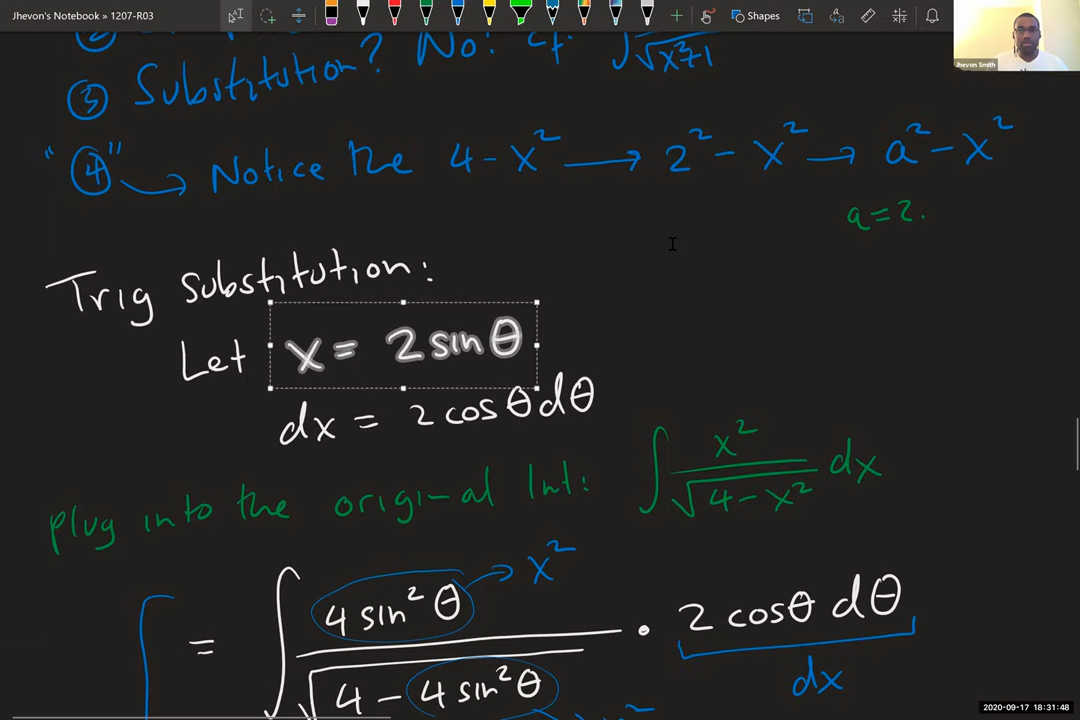 Jhevon's Notebook » 1207-R03
Shapes
Jhevon Smith
③ Substitution? No! cf. ∫ 1/√(x²+1)
"④" → Notice the 4 - x² → 2² - x² → a² - x²
a = 2.
Trig substitution:
Let x = 2 sin θ
dx = 2 cos θ dθ
plug into the original Int: ∫ x²/√(4 - x²) dx
= ∫ 4 sin² θ / √(4 - 4 sin² θ) · 2 cos θ dθ
x²
dx
2020-09-17 18:31:48